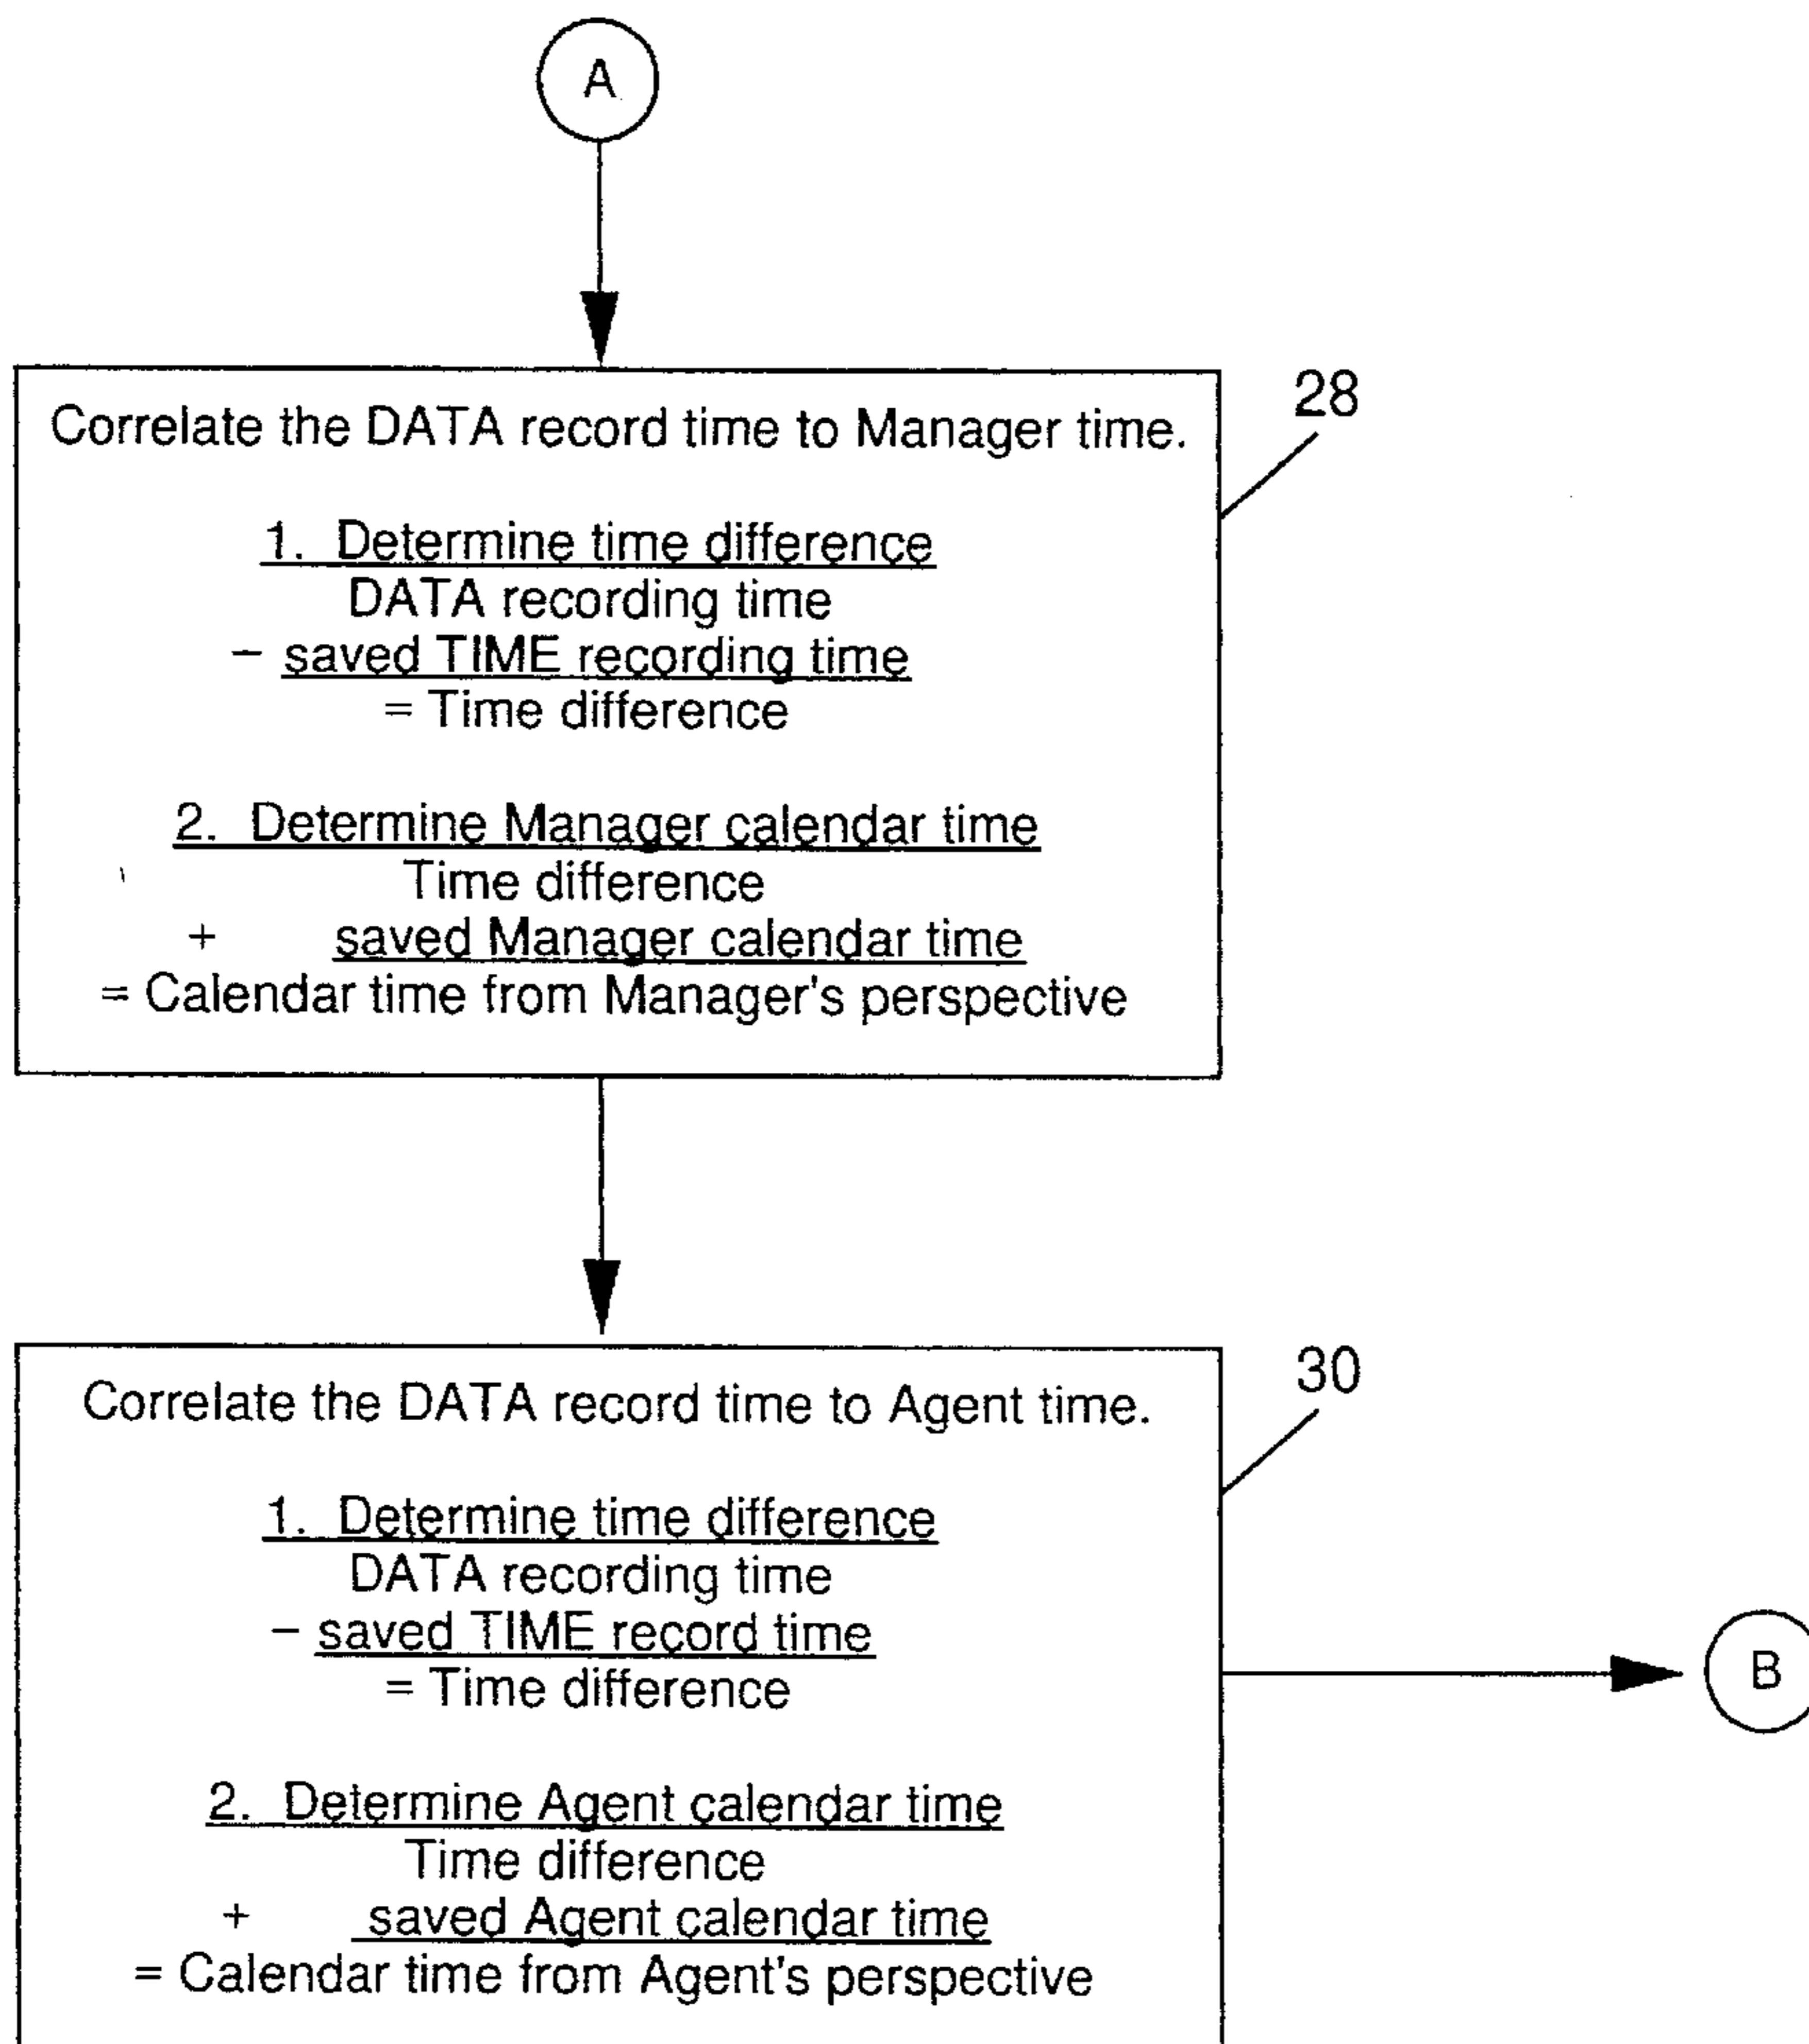 A
28
Correlate the DATA record time to Manager time.
1. Determine time difference
DATA recording time
− saved TIME recording time
= Time difference
2. Determine Manager calendar time
Time difference
+ saved Manager calendar time
= Calendar time from Manager's perspective
30
Correlate the DATA record time to Agent time.
1. Determine time difference
DATA recording time
− saved TIME record time
= Time difference
B
2. Determine Agent calendar time
Time difference
+ saved Agent calendar time
= Calendar time from Agent's perspective